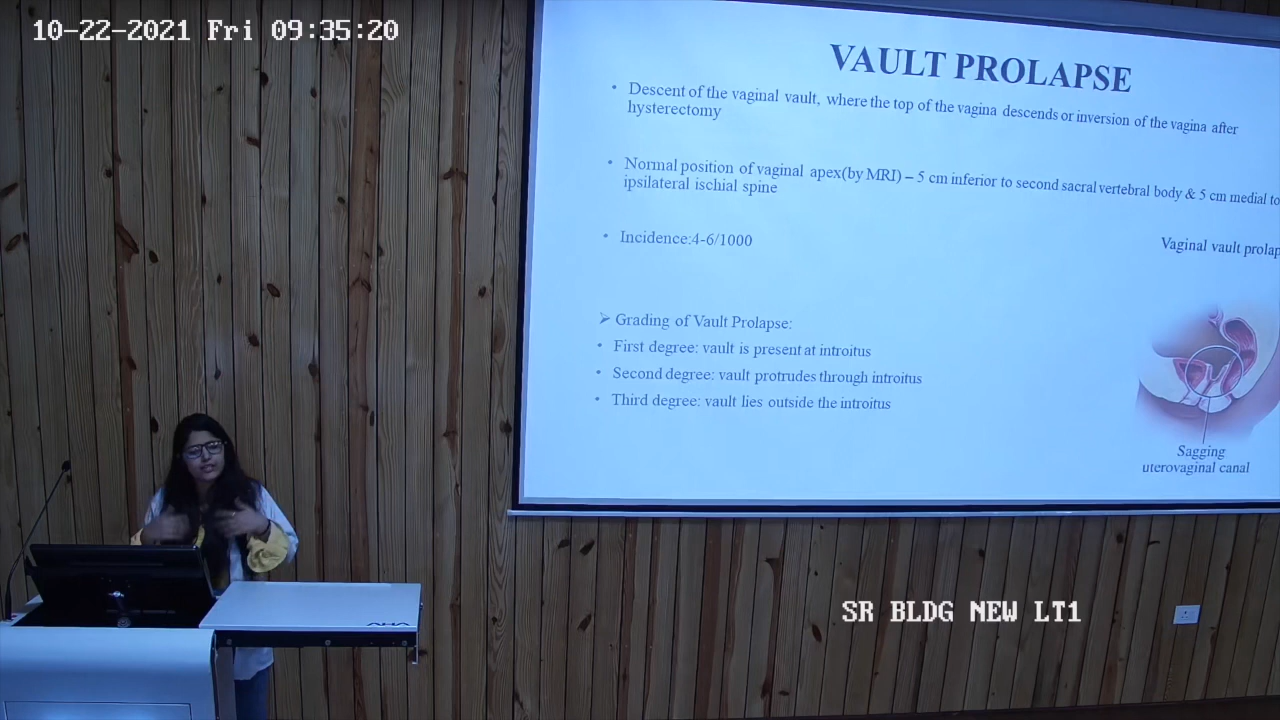 10-22-2021 Fri 09:35:20
VAULT PROLAPSE
• Descent of the vaginal vault, where the top of the vagina descends or inversion of the vagina after
hysterectomy
• Normal position of vaginal apex(by MRI) – 5 cm inferior to second sacral vertebral body & 5 cm medial to
ipsilateral ischial spine
• Incidence:4-6/1000
Vaginal vault prolap
➢ Grading of Vault Prolapse:
• First degree: vault is present at introitus
• Second degree: vault protrudes through introitus
• Third degree: vault lies outside the introitus
Sagging
uterovaginal canal
AHA
SR BLDG NEW LT1